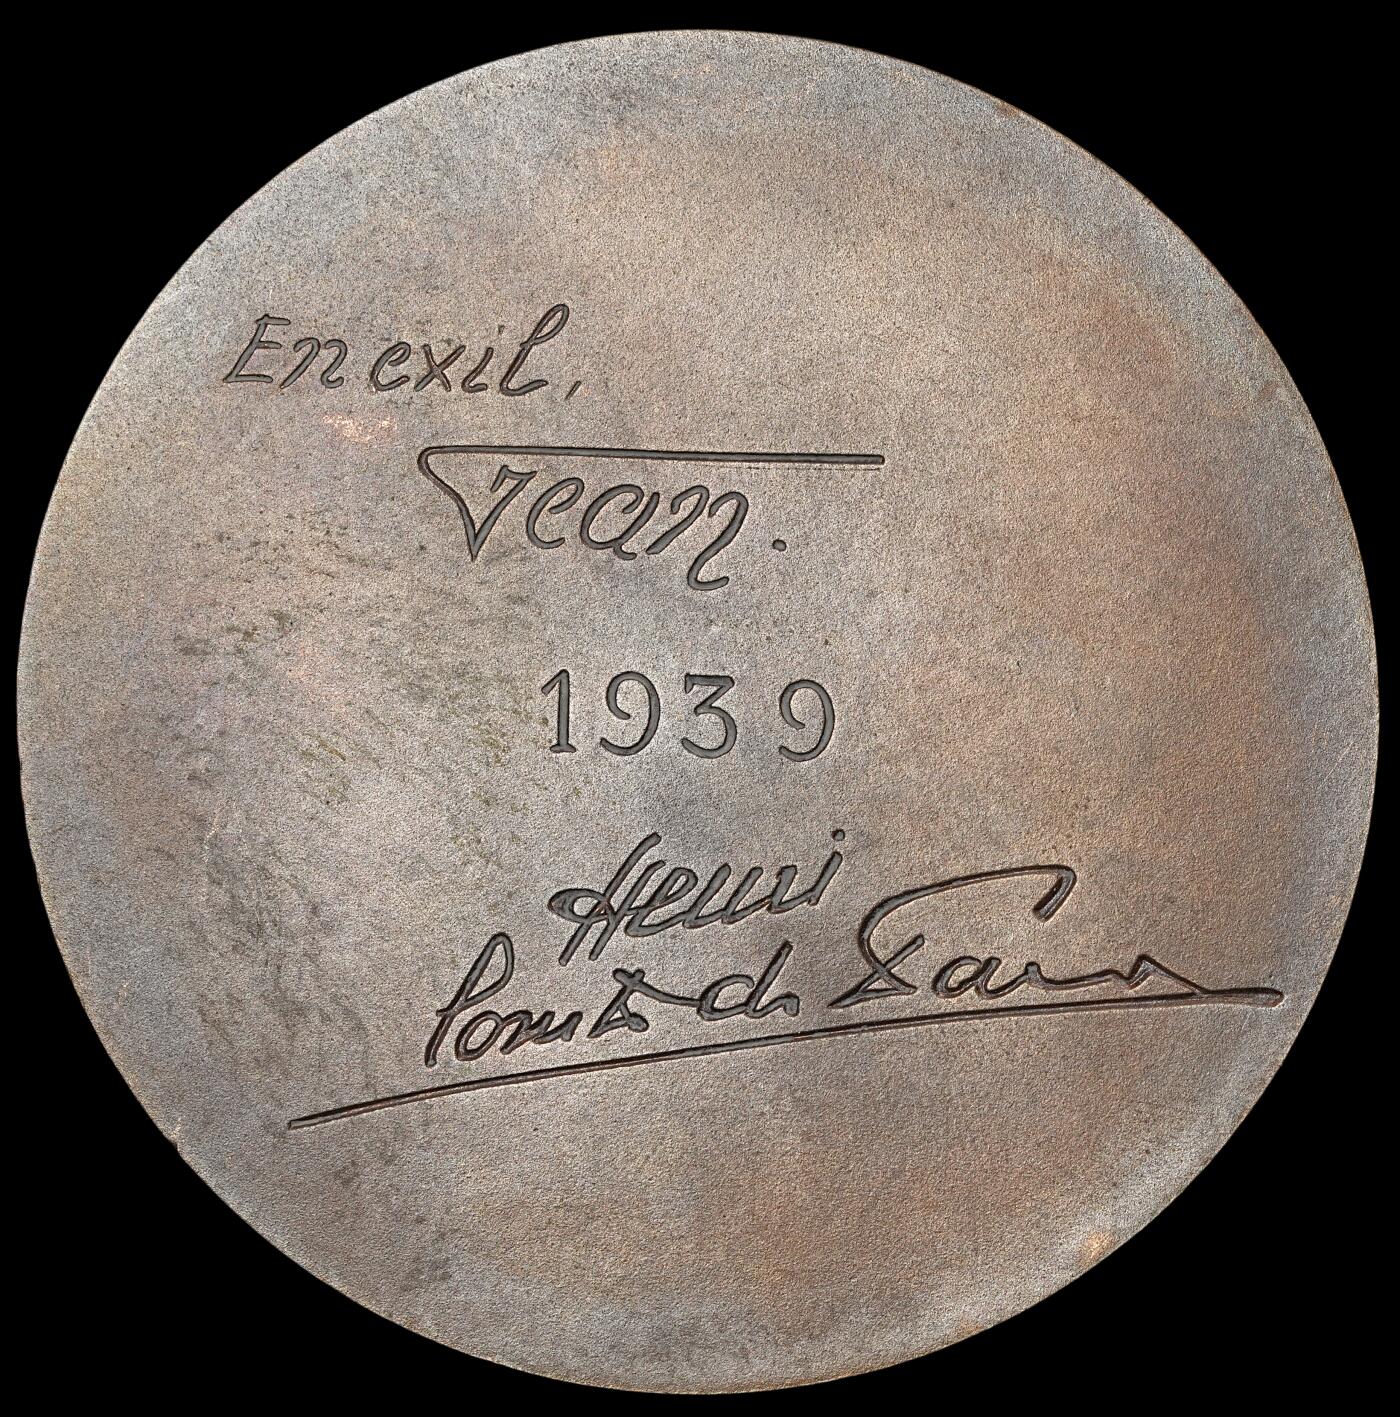 En exil,
Jean.
1939
Henri
Comte de Paris